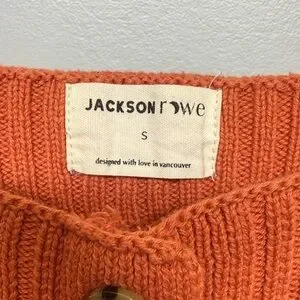 JACKSON rowe
S
designed with love in vancouver